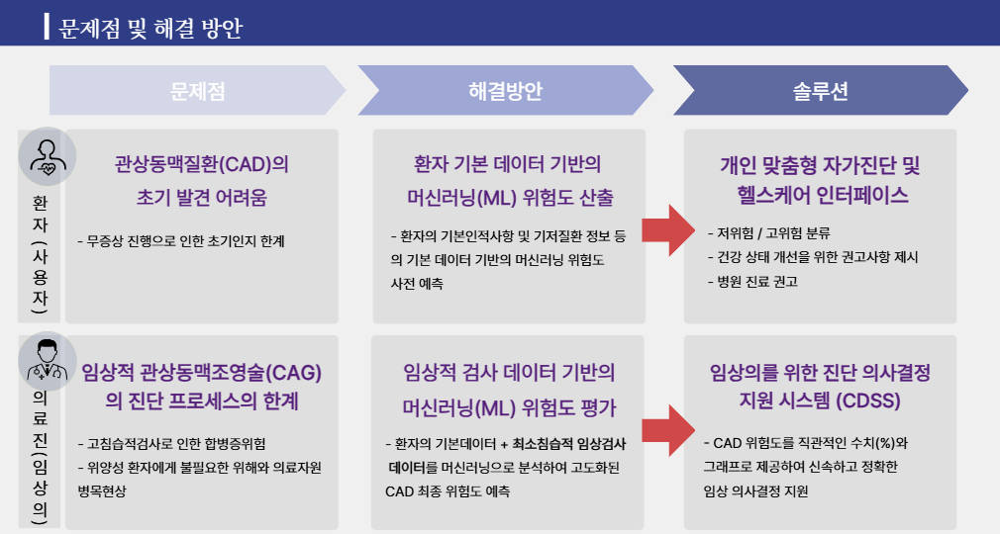 문제점 및 해결 방안
문제점
해결방안
솔루션
환자(사용자)
관상동맥질환(CAD)의
초기 발견 어려움
- 무증상 진행으로 인한 초기인지 한계
환자 기본 데이터 기반의
머신러닝(ML) 위험도 산출
- 환자의 기본인적사항 및 기저질환 정보 등
의 기본 데이터 기반의 머신러닝 위험도
사전 예측
개인 맞춤형 자가진단 및
헬스케어 인터페이스
- 저위험 / 고위험 분류
- 건강 상태 개선을 위한 권고사항 제시
- 병원 진료 권고
의료진(임상의)
임상적 관상동맥조영술(CAG)
의 진단 프로세스의 한계
- 고침습적검사로 인한 합병증위험
- 위양성 환자에게 불필요한 위해와 의료자원
병목현상
임상적 검사 데이터 기반의
머신러닝(ML) 위험도 평가
- 환자의 기본데이터 + 최소침습적 임상검사
데이터를 머신러닝으로 분석하여 고도화된
CAD 최종 위험도 예측
임상의를 위한 진단 의사결정
지원 시스템 (CDSS)
- CAD 위험도를 직관적인 수치(%)와
그래프로 제공하여 신속하고 정확한
임상 의사결정 지원